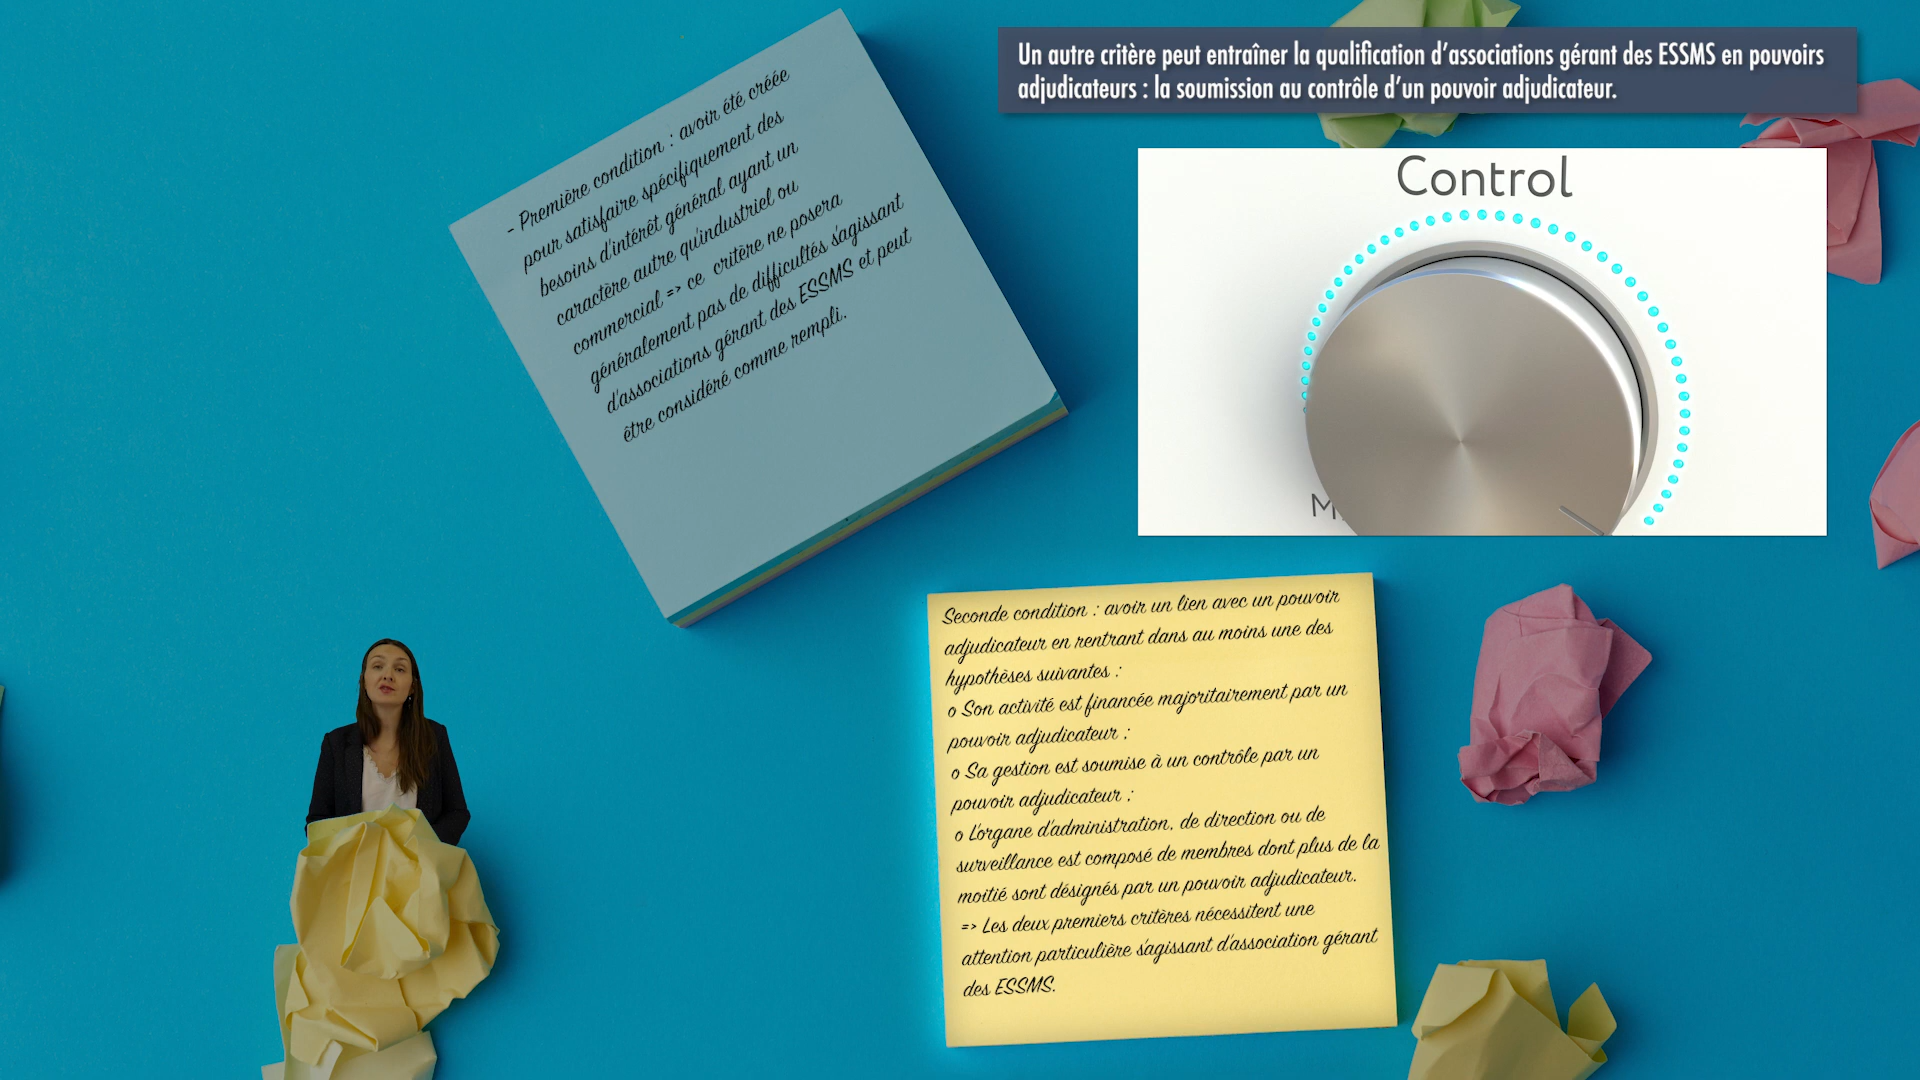 - Première condition : avoir été créée
pour satisfaire spécifiquement des
besoins d'intérêt général ayant un
caractère autre qu'industriel ou
commercial => ce critère ne posera
généralement pas de difficultés s'agissant
d'associations gérant des ESSMS et peut
être considéré comme rempli.
Un autre critère peut entraîner la qualification d'associations gérant des ESSMS en pouvoirs
adjudicateurs : la soumission au contrôle d'un pouvoir adjudicateur.
Control
M
Seconde condition : avoir un lien avec un pouvoir
adjudicateur en rentrant dans au moins une des
hypothèses suivantes :
o Son activité est financée majoritairement par un
pouvoir adjudicateur ;
o Sa gestion est soumise à un contrôle par un
pouvoir adjudicateur ;
o L'organe d'administration, de direction ou de
surveillance est composé de membres dont plus de la
moitié sont désignés par un pouvoir adjudicateur.
=> Les deux premiers critères nécessitent une
attention particulière s'agissant d'association gérant
des ESSMS.